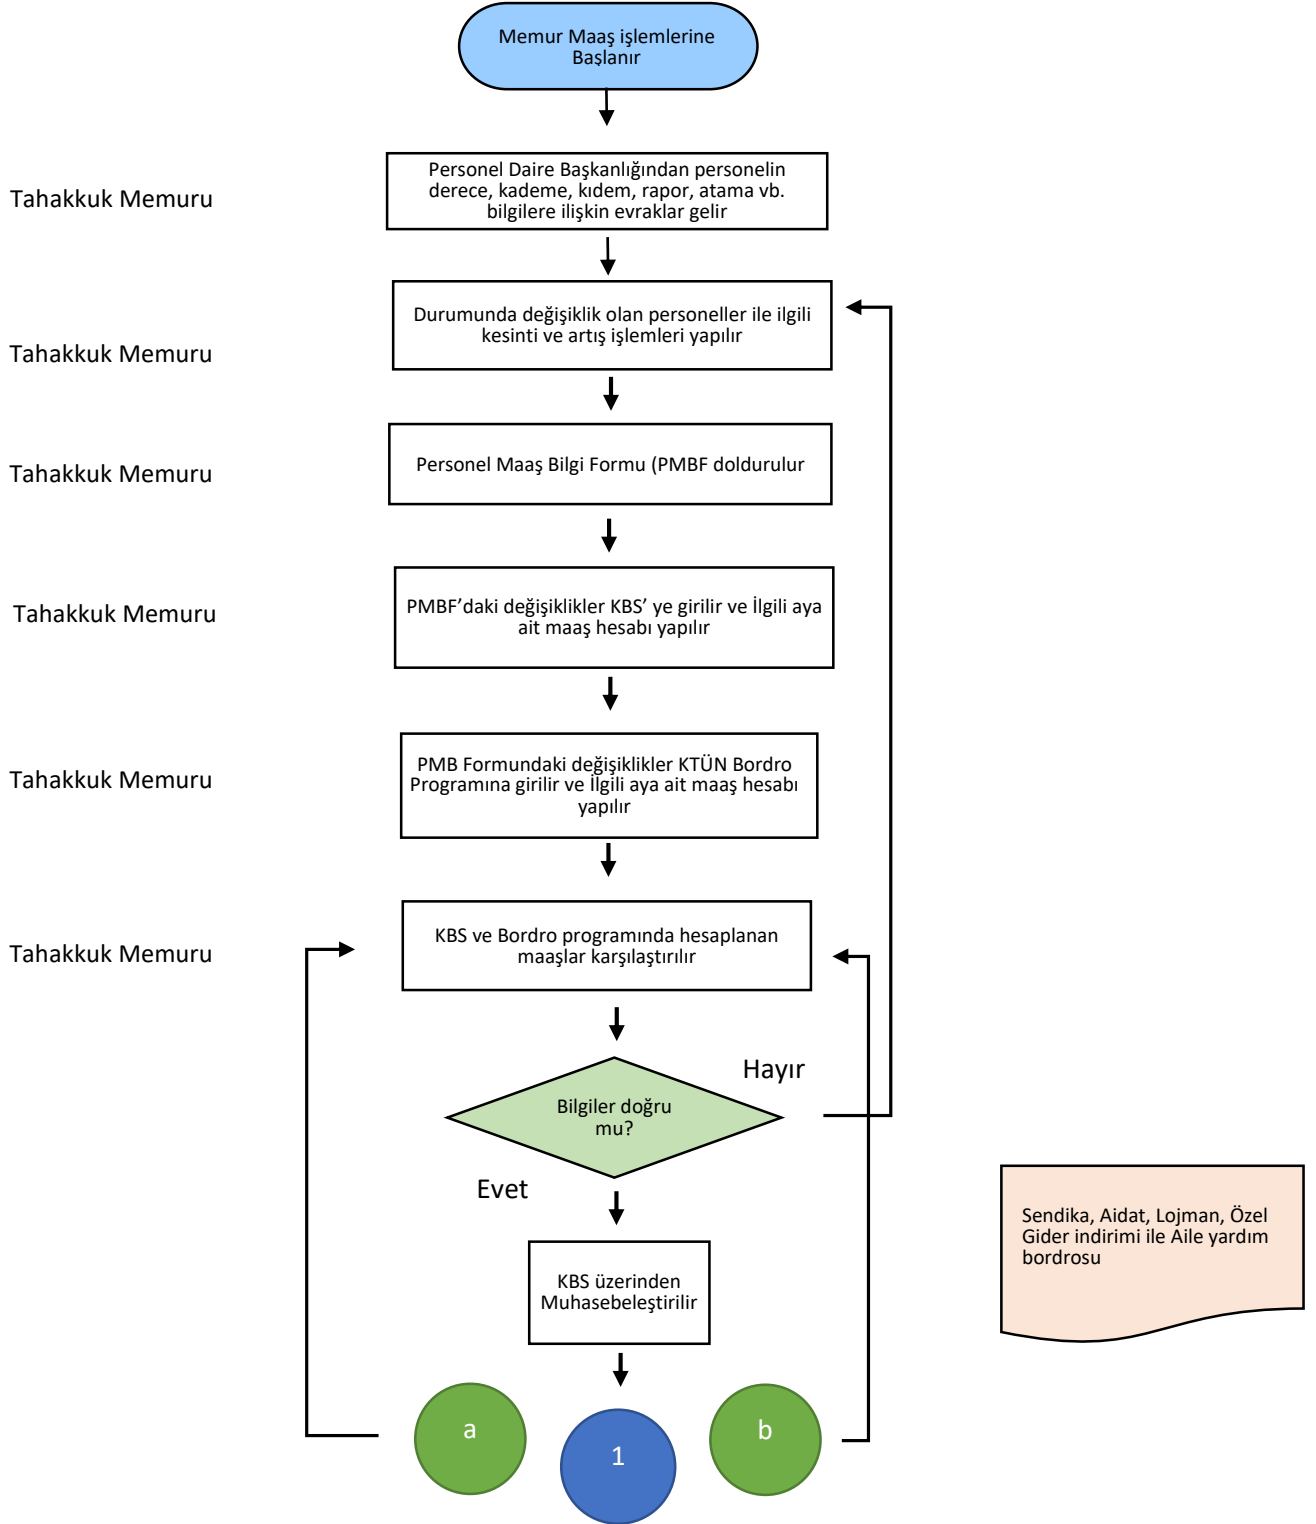 Memur Maaş işlemlerine
Başlanır
Tahakkuk Memuru
Personel Daire Başkanlığından personelin
derece, kademe, kıdem, rapor, atama vb.
bilgilere ilişkin evraklar gelir
Tahakkuk Memuru
Durumunda değişiklik olan personeller ile ilgili
kesinti ve artış işlemleri yapılır
Tahakkuk Memuru
Personel Maaş Bilgi Formu (PMBF doldurulur
Tahakkuk Memuru
PMBF’daki değişiklikler KBS’ ye girilir ve İlgili aya
ait maaş hesabı yapılır
Tahakkuk Memuru
PMB Formundaki değişiklikler KTÜN Bordro
Programına girilir ve İlgili aya ait maaş hesabı
yapılır
Tahakkuk Memuru
KBS ve Bordro programında hesaplanan
maaşlar karşılaştırılır
Hayır
Bilgiler doğru
mu?
Evet
Sendika, Aidat, Lojman, Özel
Gider indirimi ile Aile yardım
bordrosu
KBS üzerinden
Muhasebeleştirilir
a
1
b